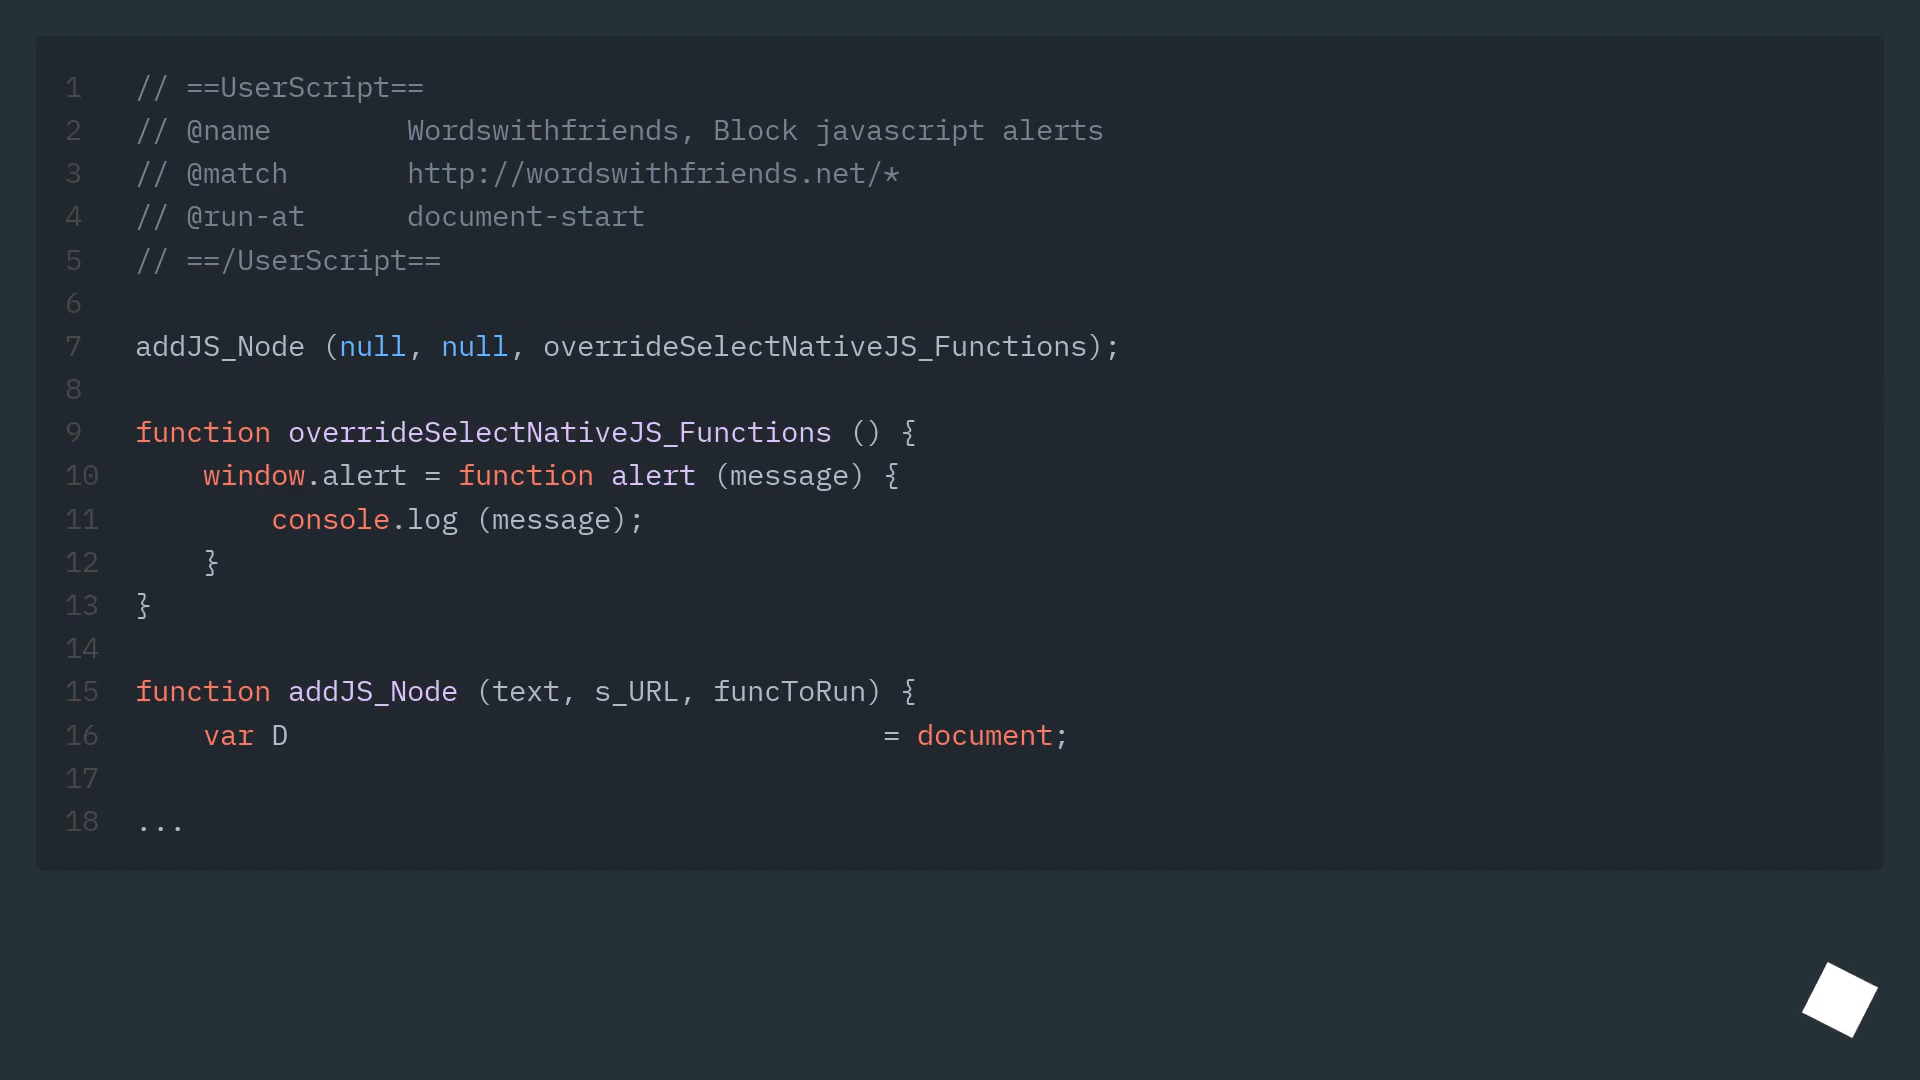 1 // ==UserScript==
2 // @name        Wordswithfriends, Block javascript alerts
3 // @match       http://wordswithfriends.net/*
4 // @run-at      document-start
5 // ==/UserScript==
6
7 addJS_Node (null, null, overrideSelectNativeJS_Functions);
8
9 function overrideSelectNativeJS_Functions () {
10     window.alert = function alert (message) {
11         console.log (message);
12     }
13 }
14
15 function addJS_Node (text, s_URL, funcToRun) {
16     var D                                   = document;
17
18 ...